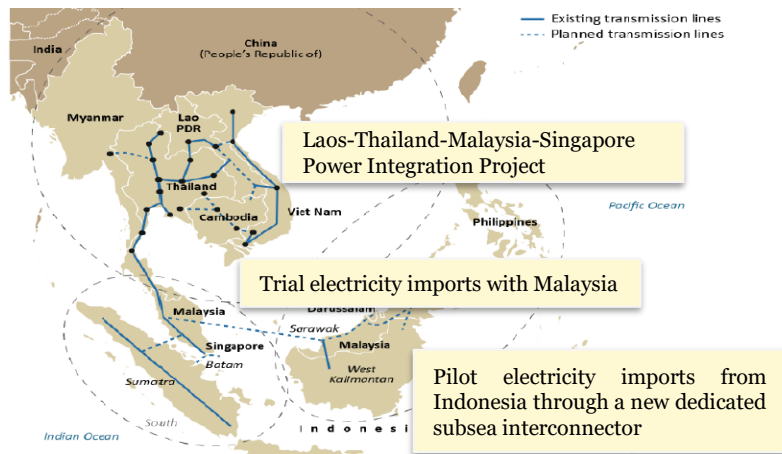 Existing transmission lines
Planned transmission lines
China
(People's Republic of)
India
Myanmar
Lao
PDR
Laos-Thailand-Malaysia-Singapore
Power Integration Project
Thailand
Cambodia
Viet Nam
Philippines
Pacific Ocean
Trial electricity imports with Malaysia
Malaysia
Darussalam
Sarawak
Singapore
Malaysia
Batam
West
Kalimantan
Sumatra
Pilot electricity imports from
Indonesia through a new dedicated
subsea interconnector
South
Indian Ocean
Indonesi